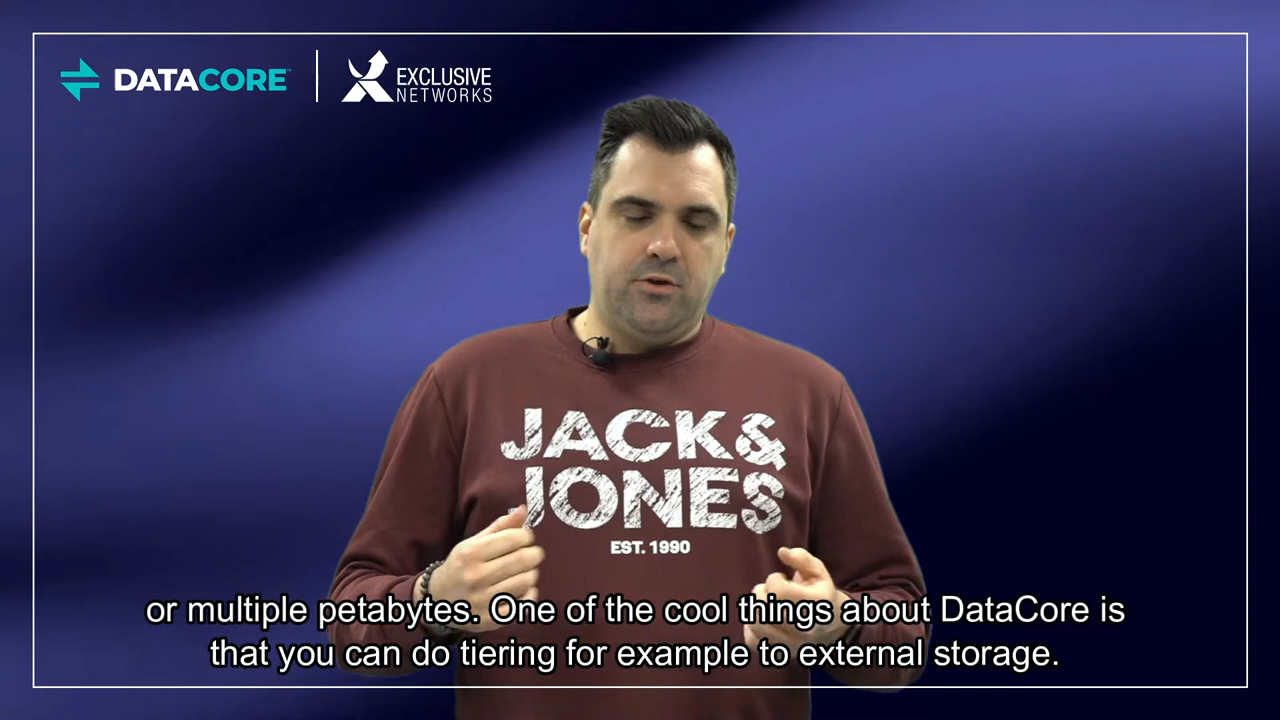 DATACORE™
EXCLUSIVE
NETWORKS
JACK&
JONES
EST. 1990
or multiple petabytes. One of the cool things about DataCore is
that you can do tiering for example to external storage.